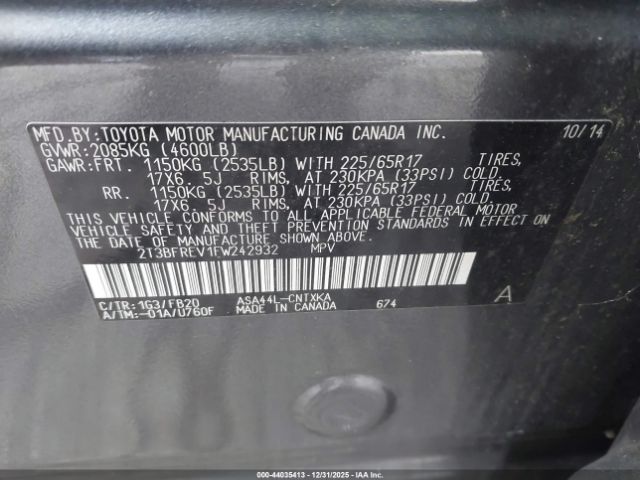 MFD.BY:TOYOTA MOTOR MANUFACTURING CANADA INC. 10/14
GVWR:2085KG (4600LB)
GAWR:FRT. 1150KG (2535LB) WITH 225/65R17 TIRES,
17X6.5J RIMS, AT 230KPA (33PSI) COLD.
RR. 1150KG (2535LB) WITH 225/65R17 TIRES,
17X6.5J RIMS, AT 230KPA (33PSI) COLD.
THIS VEHICLE CONFORMS TO ALL APPLICABLE FEDERAL MOTOR
VEHICLE SAFETY AND THEFT PREVENTION STANDARDS IN EFFECT ON
THE DATE OF MANUFACTURE SHOWN ABOVE.
2T3BFREV1FW242932 MPV
C/TR:1G3/FB20 ASA44L-CNTXKA 674 A
A/TM:-01A/U760F MADE IN CANADA
000-44035413 - 12/31/2025 - IAAI.COM